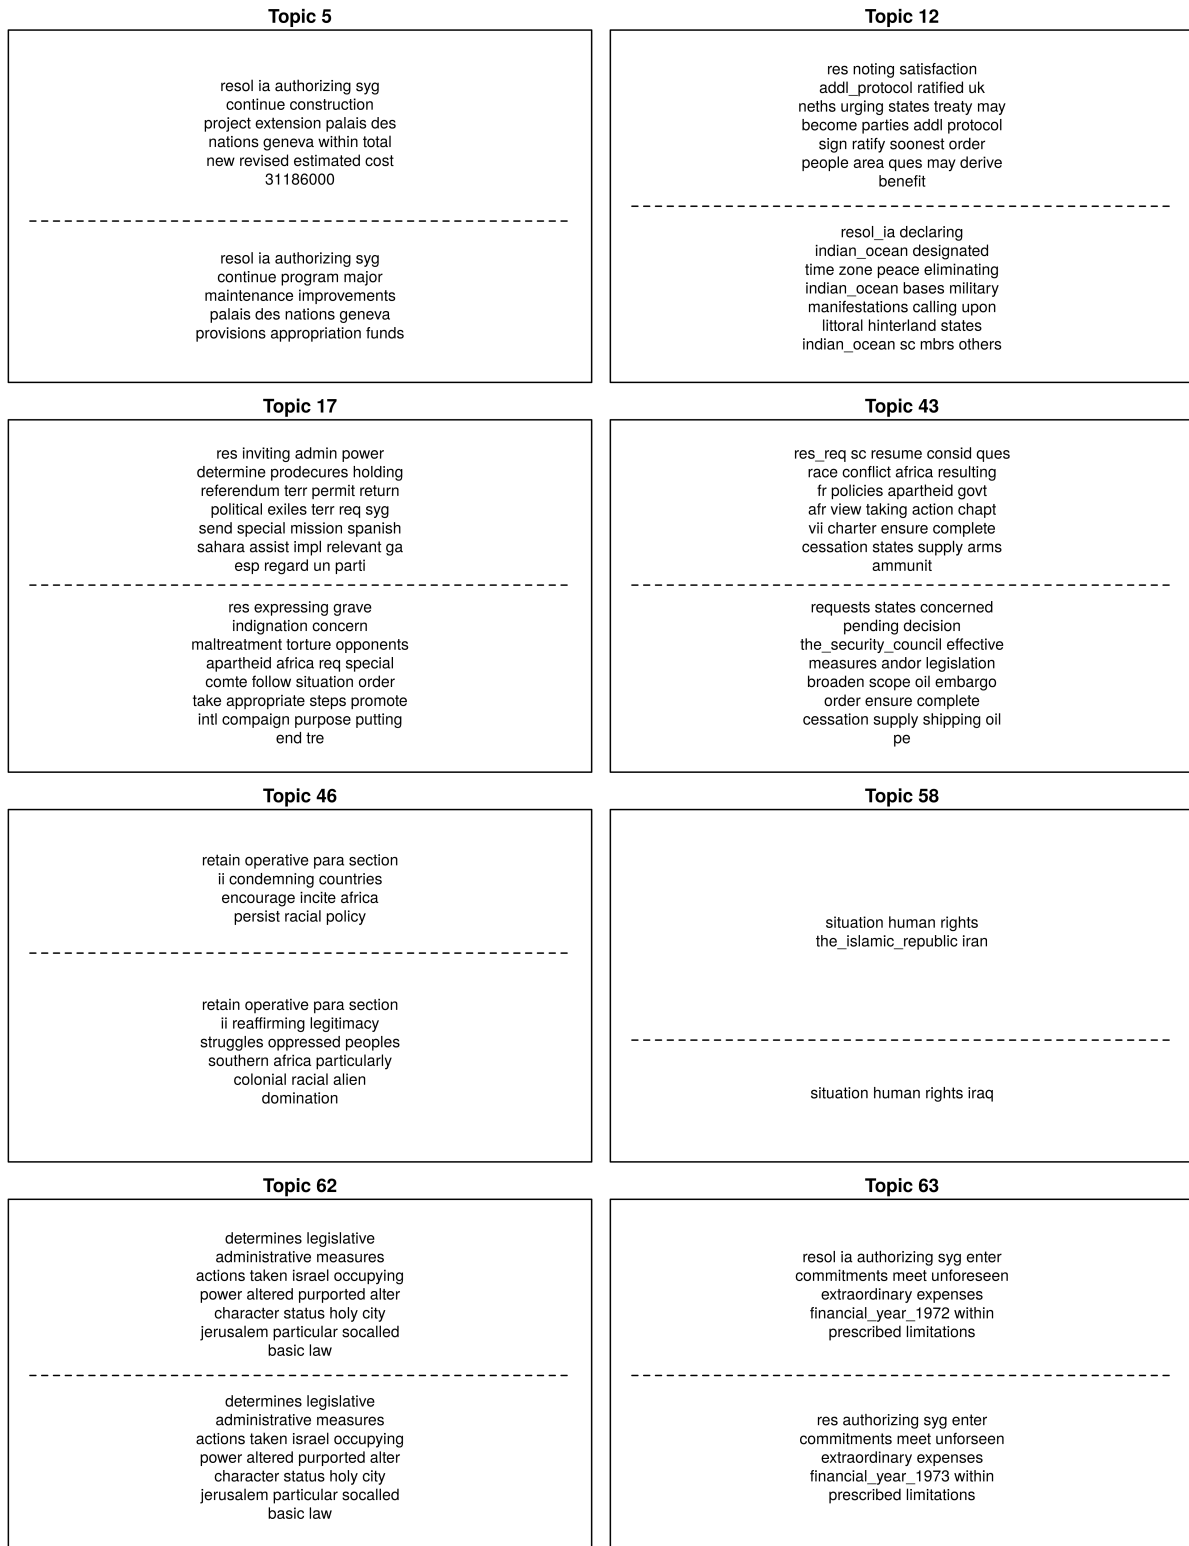 Topic 5
resol ia authorizing syg
continue construction
project extension palais des
nations geneva within total
new revised estimated cost
31186000
resol ia authorizing syg
continue program major
maintenance improvements
palais des nations geneva
provisions appropriation funds
Topic 12
res noting satisfaction
addl_protocol ratified uk
neths urging states treaty may
become parties addl protocol
sign ratify soonest order
people area ques may derive
benefit
resol_ia declaring
indian_ocean designated
time zone peace eliminating
indian_ocean bases military
manifestations calling upon
littoral hinterland states
indian_ocean sc mbrs others
Topic 17
res inviting admin power
determine prodecures holding
referendum terr permit return
political exiles terr req syg
send special mission spanish
sahara assist impl relevant ga
esp regard un parti
res expressing grave
indignation concern
maltreatment torture opponents
apartheid africa req special
comte follow situation order
take appropriate steps promote
intl compaign purpose putting
end tre
Topic 43
res_req sc resume consid ques
race conflict africa resulting
fr policies apartheid govt
afr view taking action chapt
vii charter ensure complete
cessation states supply arms
ammunit
requests states concerned
pending decision
the_security_council effective
measures andor legislation
broaden scope oil embargo
order ensure complete
cessation supply shipping oil
pe
Topic 46
retain operative para section
ii condemning countries
encourage incite africa
persist racial policy
retain operative para section
ii reaffirming legitimacy
struggles oppressed peoples
southern africa particularly
colonial racial alien
domination
Topic 58
situation human rights
the_islamic_republic iran
situation human rights iraq
Topic 62
determines legislative
administrative measures
actions taken israel occupying
power altered purported alter
character status holy city
jerusalem particular socalled
basic law
determines legislative
administrative measures
actions taken israel occupying
power altered purported alter
character status holy city
jerusalem particular socalled
basic law
Topic 63
resol ia authorizing syg enter
commitments meet unforeseen
extraordinary expenses
financial_year_1972 within
prescribed limitations
res authorizing syg enter
commitments meet unforseen
extraordinary expenses
financial_year_1973 within
prescribed limitations